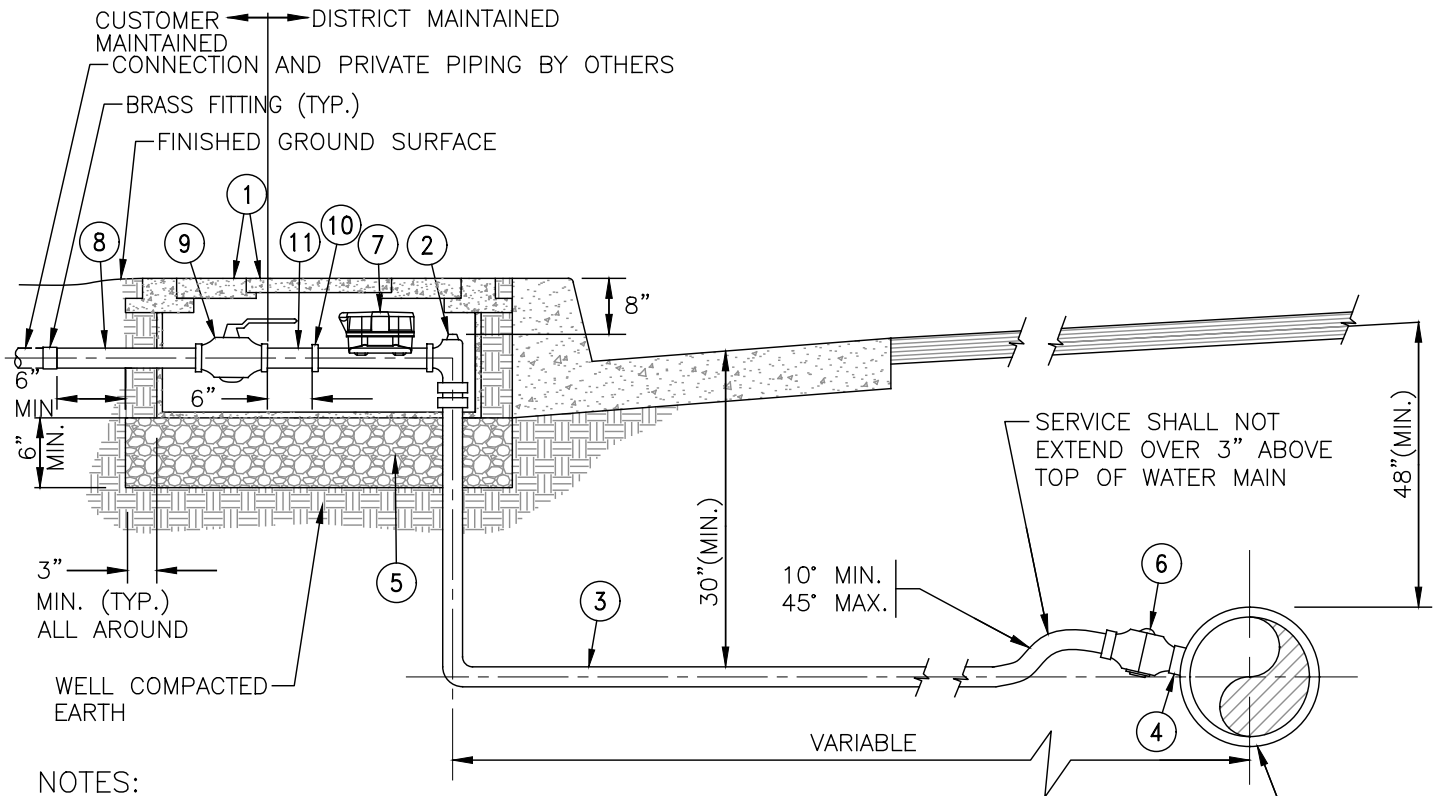 CUSTOMER MAINTAINED
DISTRICT MAINTAINED
CONNECTION AND PRIVATE PIPING BY OTHERS
BRASS FITTING (TYP.)
FINISHED GROUND SURFACE
1
8
9
11
10
7
2
8”
6”
MIN
6”
6”
MIN.
SERVICE SHALL NOT
EXTEND OVER 3” ABOVE
TOP OF WATER MAIN
48”(MIN.)
30”(MIN.)
3”
MIN. (TYP.)
ALL AROUND
5
3
10° MIN.
45° MAX.
6
WELL COMPACTED
EARTH
4
VARIABLE
NOTES: